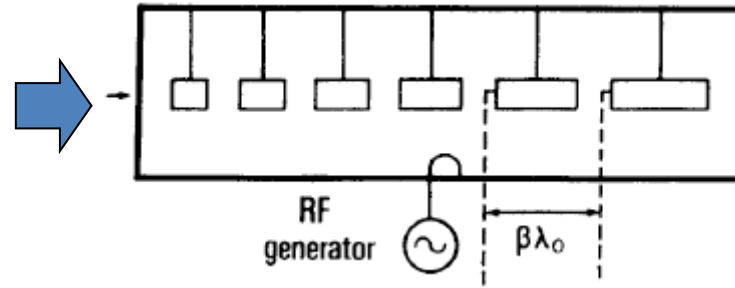 RF
generator
βλ₀